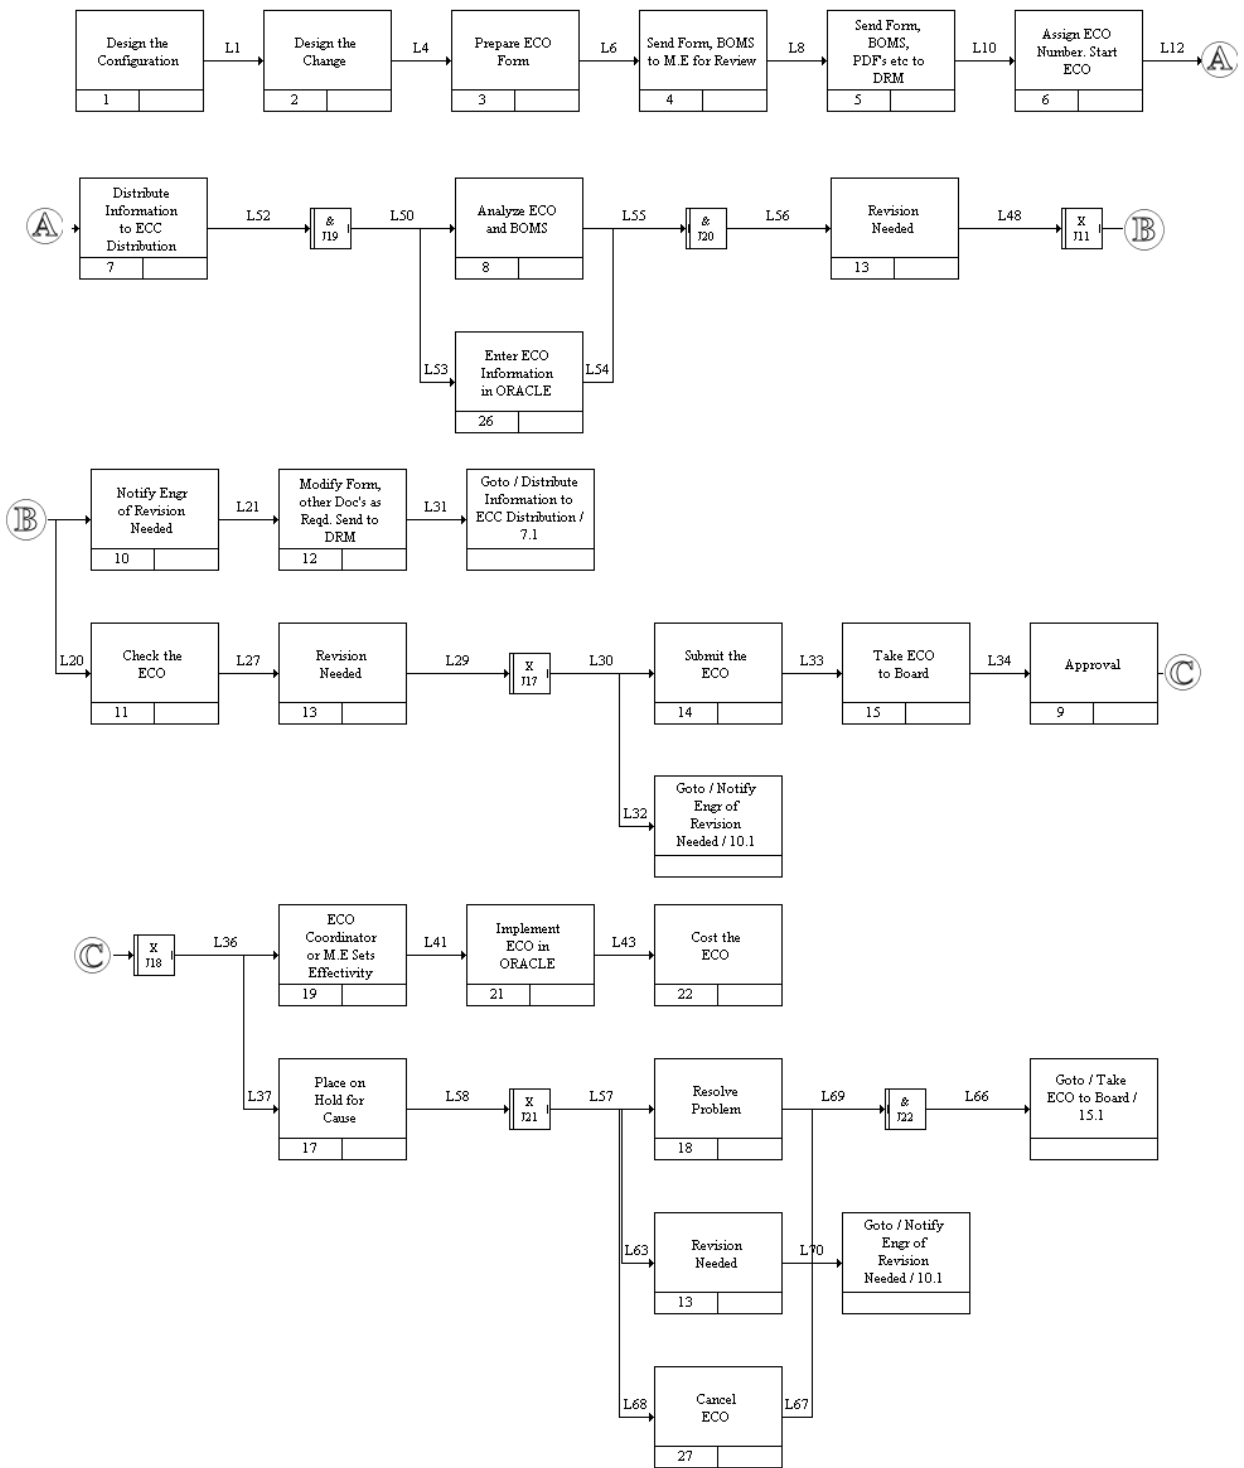 Design the
Configuration
1
L1
Design the
Change
2
L4
Prepare ECO
Form
3
L6
Send Form, BOMS
to M.E for Review
4
L8
Send Form,
BOMS,
PDF's etc to
DRM
5
L10
Assign ECO
Number. Start
ECO
6
L12
A
A
Distribute
Information
to ECC
Distribution
7
L52
&
J19
L50
Analyze ECO
and BOMS
8
L55
&
J20
L56
Revision
Needed
13
L48
X
J11
B
L53
Enter ECO
Information
in ORACLE
26
L54
B
Notify Engr
of Revision
Needed
10
L21
Modify Form,
other Doc's as
Reqd. Send to
DRM
12
L31
Goto / Distribute
Information to
ECC Distribution /
7.1
L20
Check the
ECO
11
L27
Revision
Needed
13
L29
X
J17
L30
Submit the
ECO
14
L33
Take ECO
to Board
15
L34
Approval
9
C
L32
Goto / Notify
Engr of
Revision
Needed / 10.1
C
X
J18
L36
ECO
Coordinator
or M.E Sets
Effectivity
19
L41
Implement
ECO in
ORACLE
21
L43
Cost the
ECO
22
L37
Place on
Hold for
Cause
17
L58
X
J21
L57
Resolve
Problem
18
L69
&
J22
L66
Goto / Take
ECO to Board /
15.1
L63
Revision
Needed
13
L70
Goto / Notify
Engr of
Revision
Needed / 10.1
L68
Cancel
ECO
27
L67